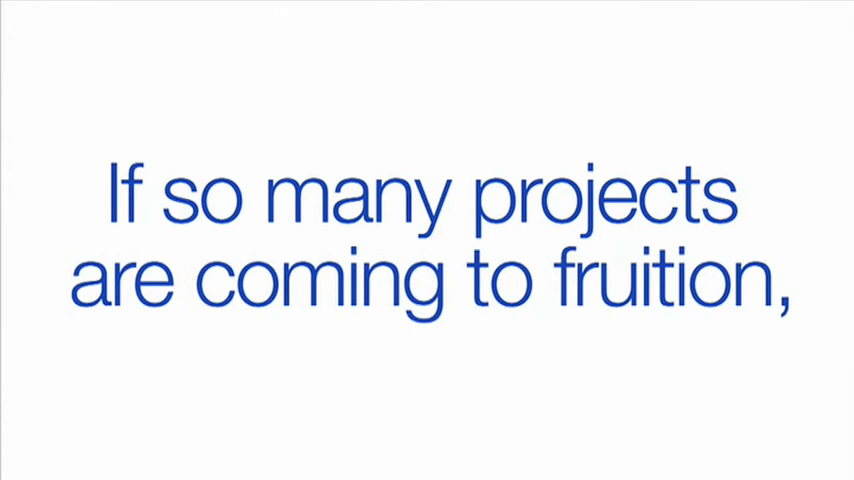 If so many projects
are coming to fruition,